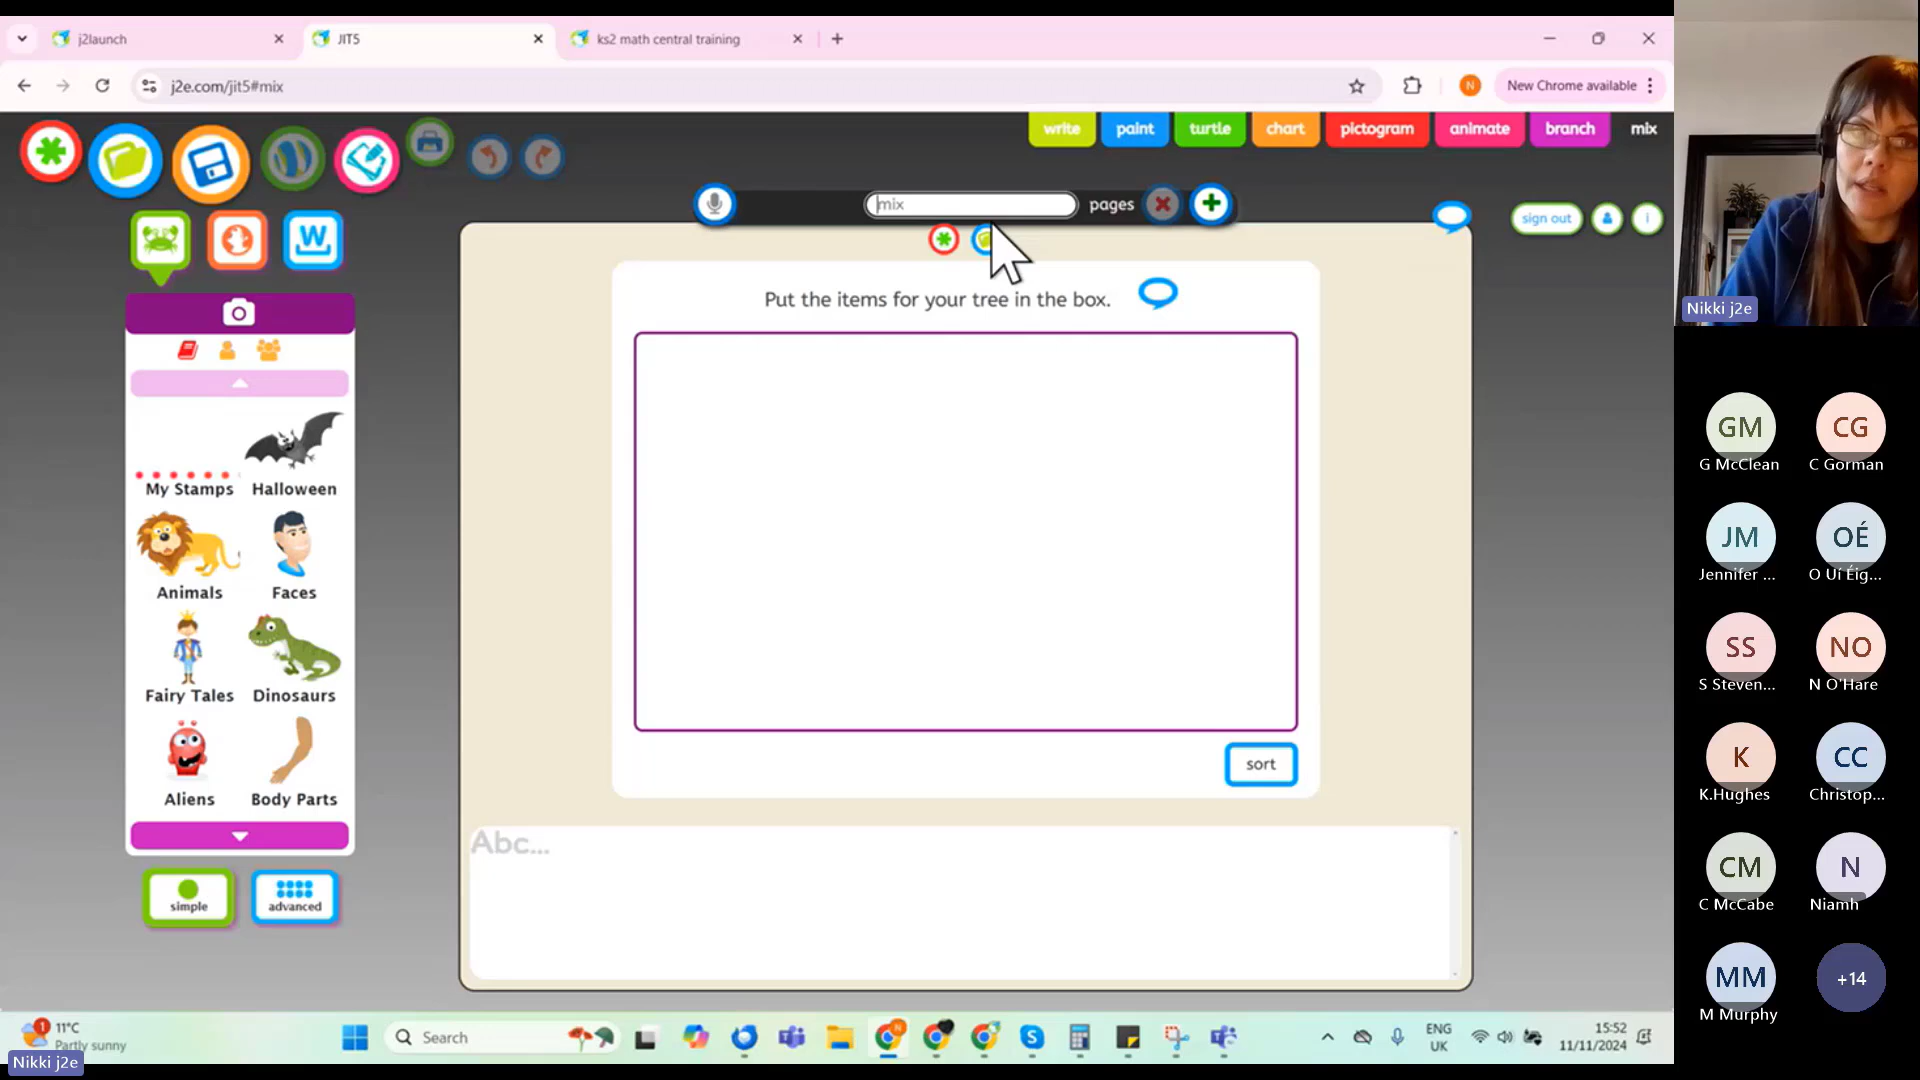 j2launch
JIT5
ks2 math central training
j2e.com/jit5#mix
N
New Chrome available
write
paint
turtle
chart
pictogram
animate
branch
mix
mix
pages
sign out
i
W
Put the items for your tree in the box.
My Stamps
Halloween
Animals
Faces
Fairy Tales
Dinosaurs
Aliens
Body Parts
sort
Abc...
simple
advanced
Nikki j2e
GM
G McClean
CG
C Gorman
JM
Jennifer ...
OÉ
O Uí Éig...
SS
S Steven...
NO
N O'Hare
K
K.Hughes
CC
Christop...
CM
C McCabe
N
Niamh
MM
M Murphy
+14
1
11°C
Partly sunny
Search
ENG
UK
15:52
11/11/2024
Nikki j2e